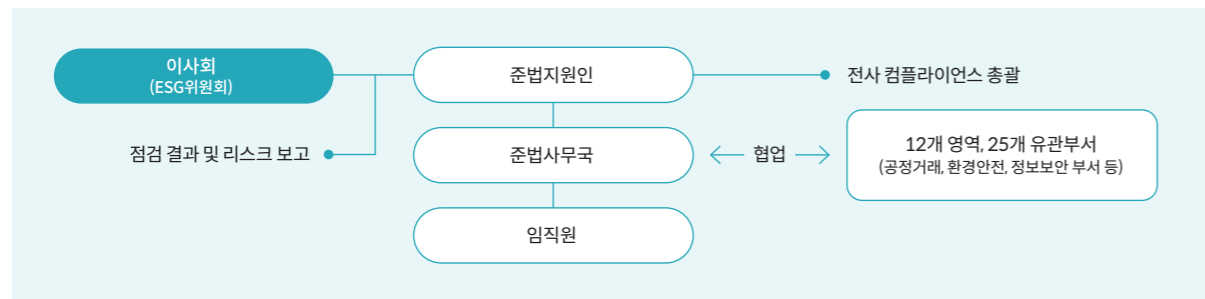 이사회
(ESG위원회)
준법지원인
전사 컴플라이언스 총괄
점검 결과 및 리스크 보고
준법사무국
협업
12개 영역, 25개 유관부서
(공정거래, 환경안전, 정보보안 부서 등)
임직원